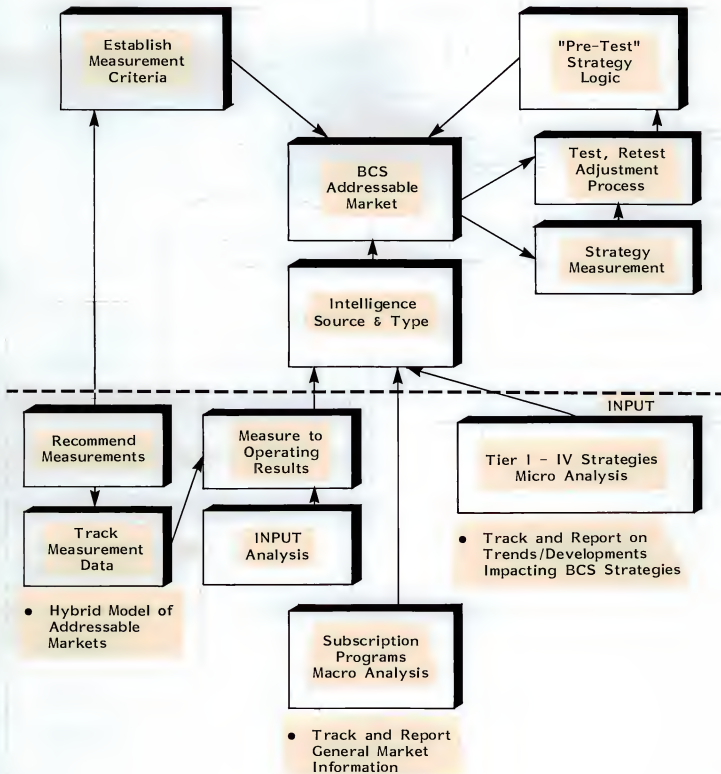 Establish
Measurement
Criteria
"Pre-Test"
Strategy
Logic
BCS
Addressable
Market
Test, Retest
Adjustment
Process
Strategy
Measurement
Intelligence
Source & Type
INPUT
Recommend
Measurements
Measure to
Operating
Results
Tier I - IV Strategies
Micro Analysis
Track
Measurement
Data
INPUT
Analysis
● Track and Report on
Trends/Developments
Impacting BCS Strategies
● Hybrid Model of
Addressable
Markets
Subscription
Programs
Macro Analysis
● Track and Report
General Market
Information